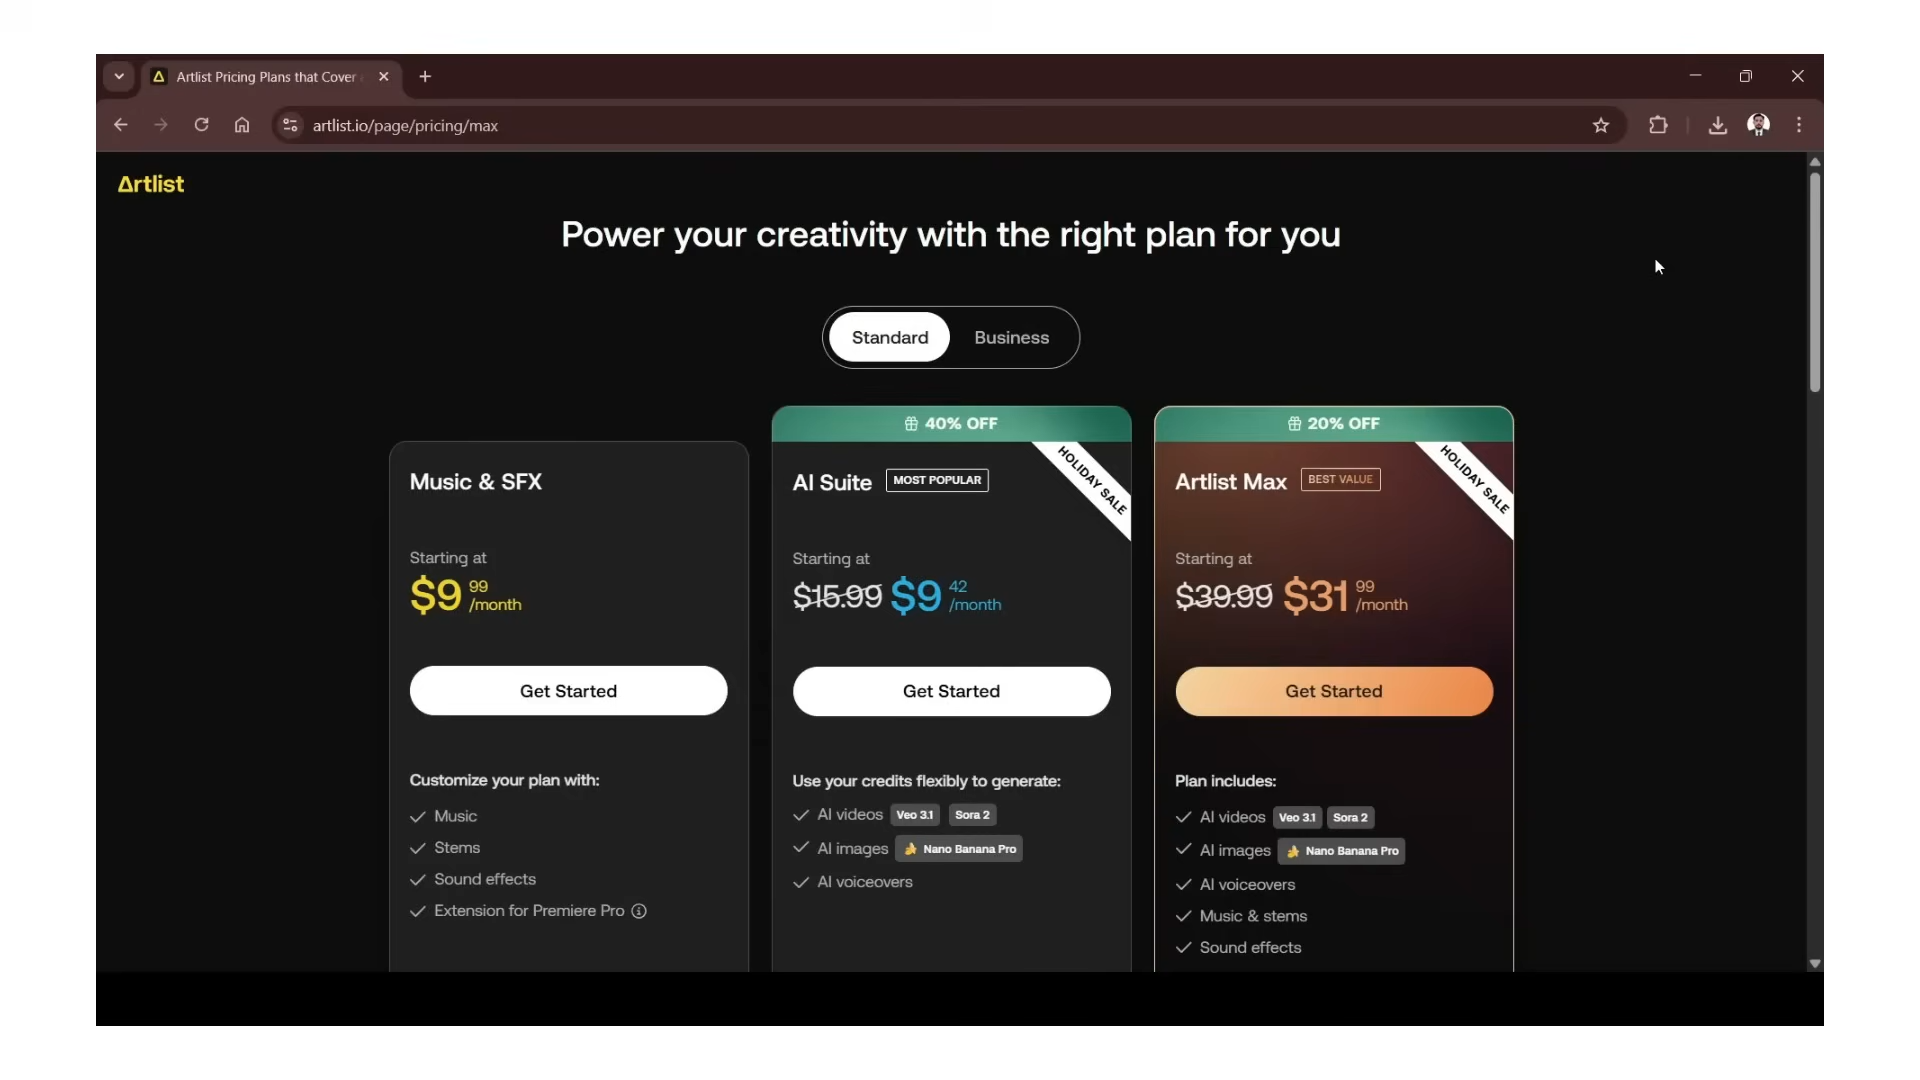 Artlist Pricing Plans that Cover
artlist.io/page/pricing/max
Artlist
Power your creativity with the right plan for you
Standard
Business
Music & SFX
Starting at
$9 99 /month
Get Started
Customize your plan with:
Music
Stems
Sound effects
Extension for Premiere Pro
40% OFF
HOLIDAY SALE
AI Suite MOST POPULAR
Starting at
$15.99 $9 42 /month
Get Started
Use your credits flexibly to generate:
AI videos Veo 3.1 Sora 2
AI images Nano Banana Pro
AI voiceovers
20% OFF
HOLIDAY SALE
Artlist Max BEST VALUE
Starting at
$39.99 $31 99 /month
Get Started
Plan includes:
AI videos Veo 3.1 Sora 2
AI images Nano Banana Pro
AI voiceovers
Music & stems
Sound effects